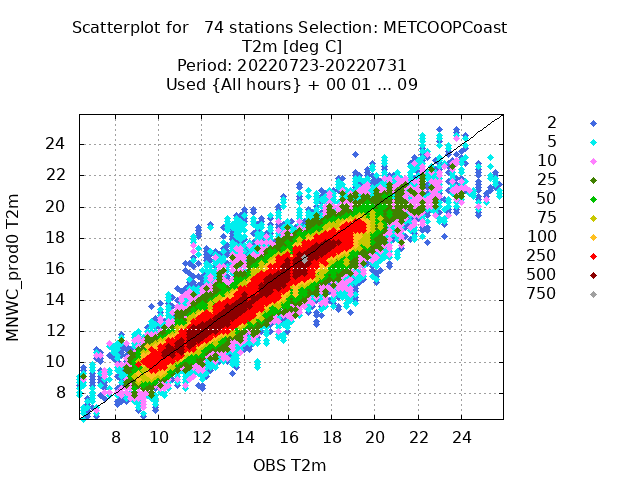 Scatterplot for   74 stations Selection: METCOOPCoast
T2m [deg C]
Period: 20220723-20220731
Used {All hours} + 00 01 ... 09
MNWC_prod0 T2m
24
22
20
18
16
14
12
10
8
8 10 12 14 16 18 20 22 24
OBS T2m
2
5
10
25
50
75
100
250
500
750